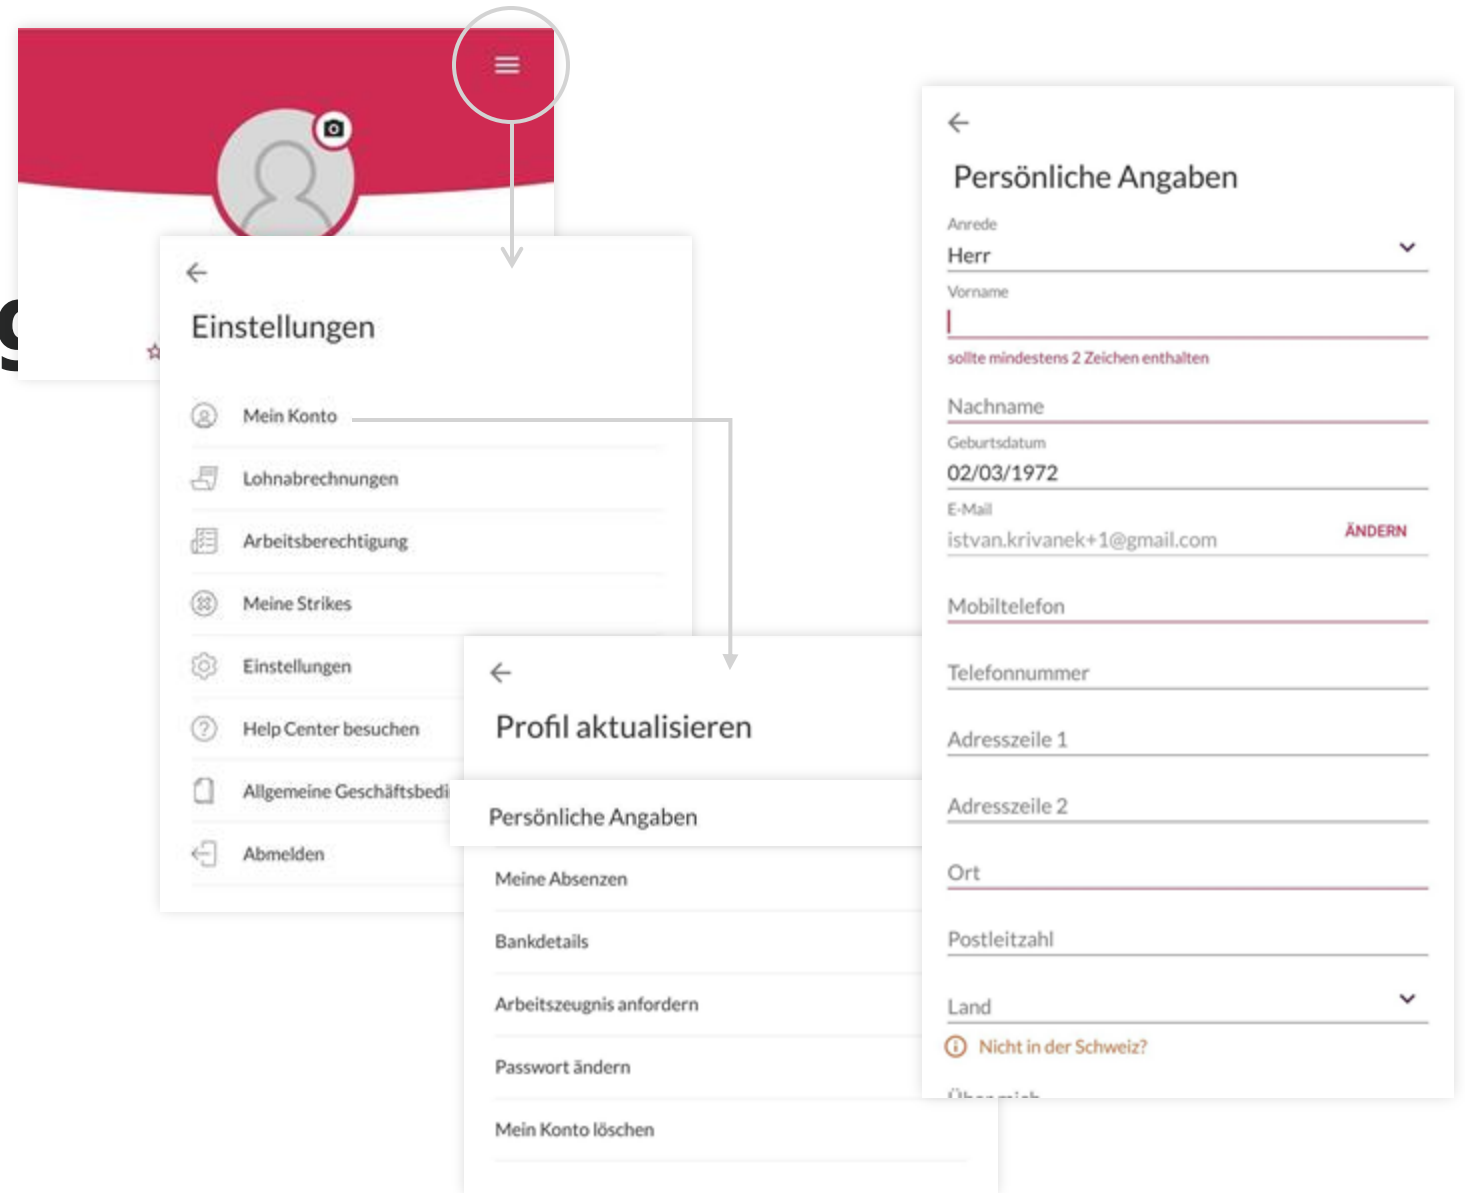 g
Einstellungen
Mein Konto
Lohnabrechnungen
Arbeitsberechtigung
Meine Strikes
Einstellungen
Help Center besuchen
Allgemeine Geschäftsbedi
Abmelden
Profil aktualisieren
Persönliche Angaben
Meine Absenzen
Bankdetails
Arbeitszeugnis anfordern
Passwort ändern
Mein Konto löschen
Persönliche Angaben
Anrede
Herr
Vorname
sollte mindestens 2 Zeichen enthalten
Nachname
Geburtsdatum
02/03/1972
E-Mail
istvan.krivanek+1@gmail.com ÄNDERN
Mobiltelefon
Telefonnummer
Adresszeile 1
Adresszeile 2
Ort
Postleitzahl
Land
Nicht in der Schweiz?
Über mich